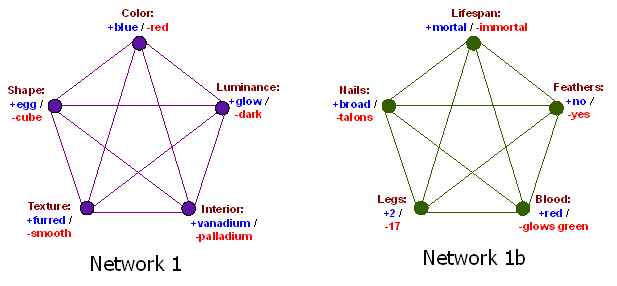 Color:
+blue / -red
Shape:
+egg /
-cube
Luminance:
+glow /
-dark
Texture:
+furred /
-smooth
Interior:
+vanadium /
-palladium
Network 1
Lifespan:
+mortal / -immortal
Nails:
+broad /
-talons
Feathers:
+no /
-yes
Legs:
+2 /
-17
Blood:
+red /
-glows green
Network 1b